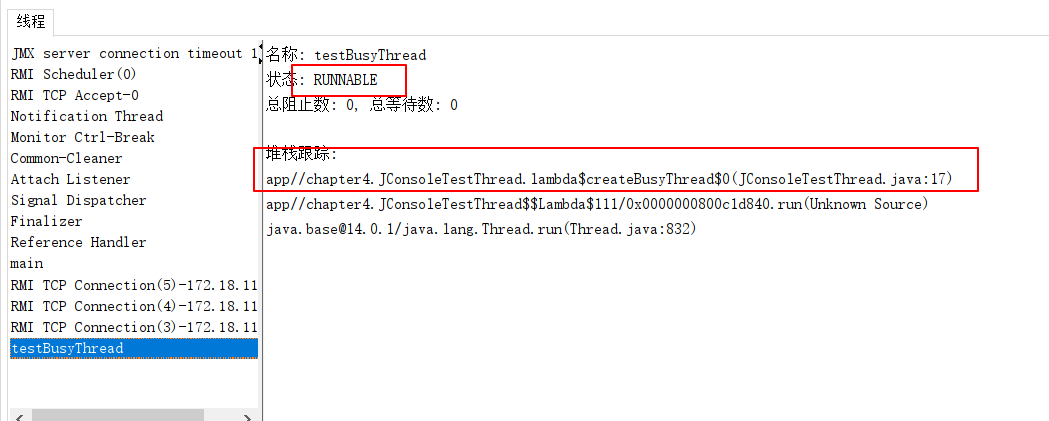 线程
JMX server connection timeout 1
RMI Scheduler(0)
RMI TCP Accept-0
Notification Thread
Monitor Ctrl-Break
Common-Cleaner
Attach Listener
Signal Dispatcher
Finalizer
Reference Handler
main
RMI TCP Connection(5)-172.18.11
RMI TCP Connection(4)-172.18.11
RMI TCP Connection(3)-172.18.11
testBusyThread
名称: testBusyThread
状态: RUNNABLE
总阻止数: 0, 总等待数: 0
堆栈跟踪:
app//chapter4.JConsoleTestThread.lambda$createBusyThread$0(JConsoleTestThread.java:17)
app//chapter4.JConsoleTestThread$$Lambda$111/0x0000000800c1d840.run(Unknown Source)
java.base@14.0.1/java.lang.Thread.run(Thread.java:832)